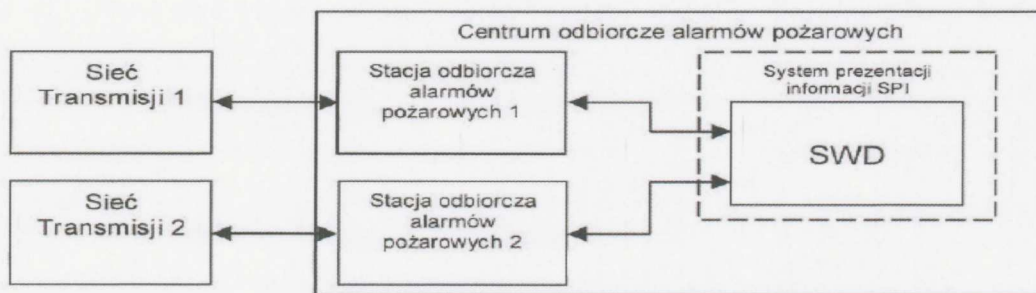 Centrum odbiorcze alarmów pożarowych
Sieć
Transmisji 1
Stacja odbiorcza
alarmów
pożarowych 1
System prezentacji
informacji SPI
SWD
Sieć
Transmisji 2
Stacja odbiorcza
alarmów
pożarowych 2